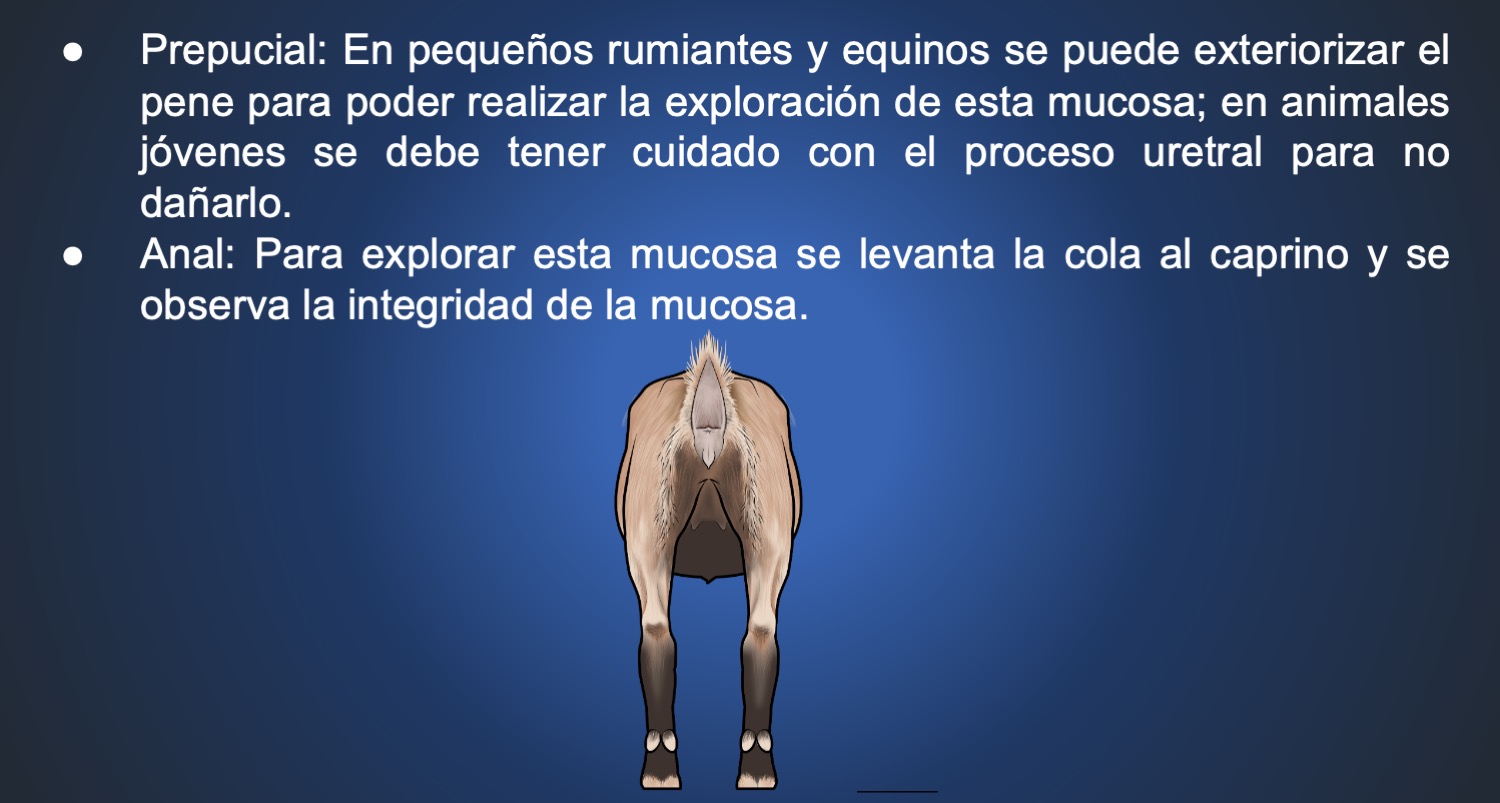 ● Prepucial: En pequeños rumiantes y equinos se puede exteriorizar el
pene para poder realizar la exploración de esta mucosa; en animales
jóvenes se debe tener cuidado con el proceso uretral para no
dañarlo.
● Anal: Para explorar esta mucosa se levanta la cola al caprino y se
observa la integridad de la mucosa.